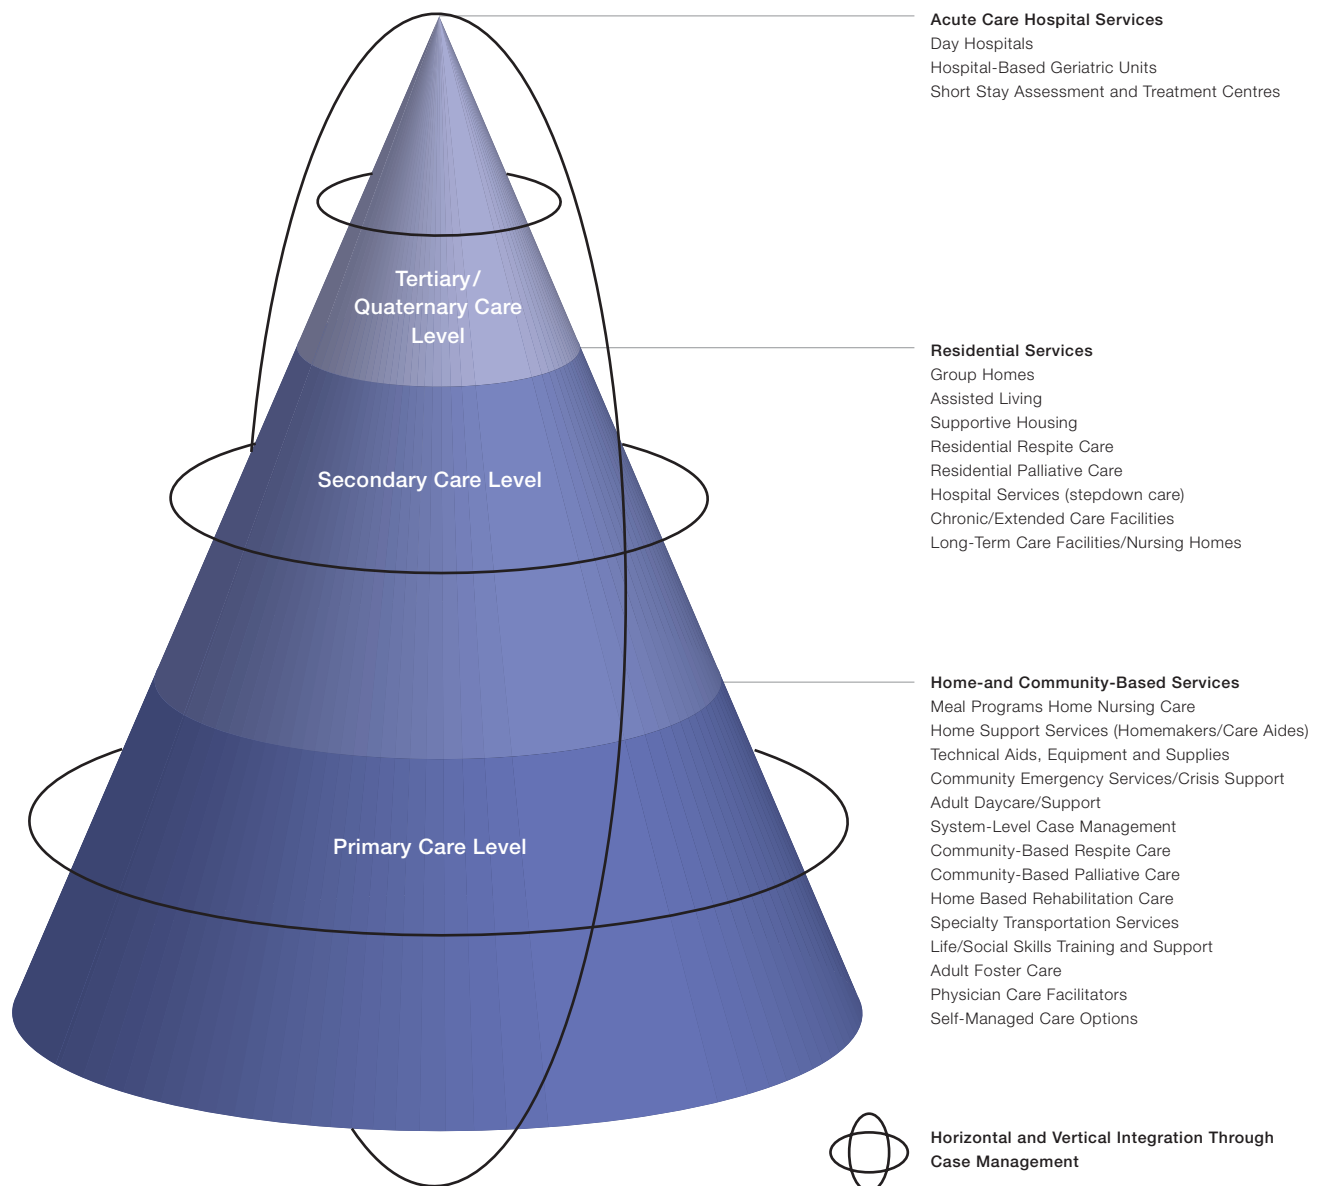 Acute Care Hospital Services
Day Hospitals
Hospital-Based Geriatric Units
Short Stay Assessment and Treatment Centres
Tertiary/
Quaternary Care
Level
Residential Services
Group Homes
Assisted Living
Supportive Housing
Residential Respite Care
Residential Palliative Care
Hospital Services (stepdown care)
Chronic/Extended Care Facilities
Long-Term Care Facilities/Nursing Homes
Secondary Care Level
Home-and Community-Based Services
Meal Programs Home Nursing Care
Home Support Services (Homemakers/Care Aides)
Technical Aids, Equipment and Supplies
Community Emergency Services/Crisis Support
Adult Daycare/Support
System-Level Case Management
Community-Based Respite Care
Community-Based Palliative Care
Home Based Rehabilitation Care
Specialty Transportation Services
Life/Social Skills Training and Support
Adult Foster Care
Physician Care Facilitators
Self-Managed Care Options
Primary Care Level
Horizontal and Vertical Integration Through
Case Management